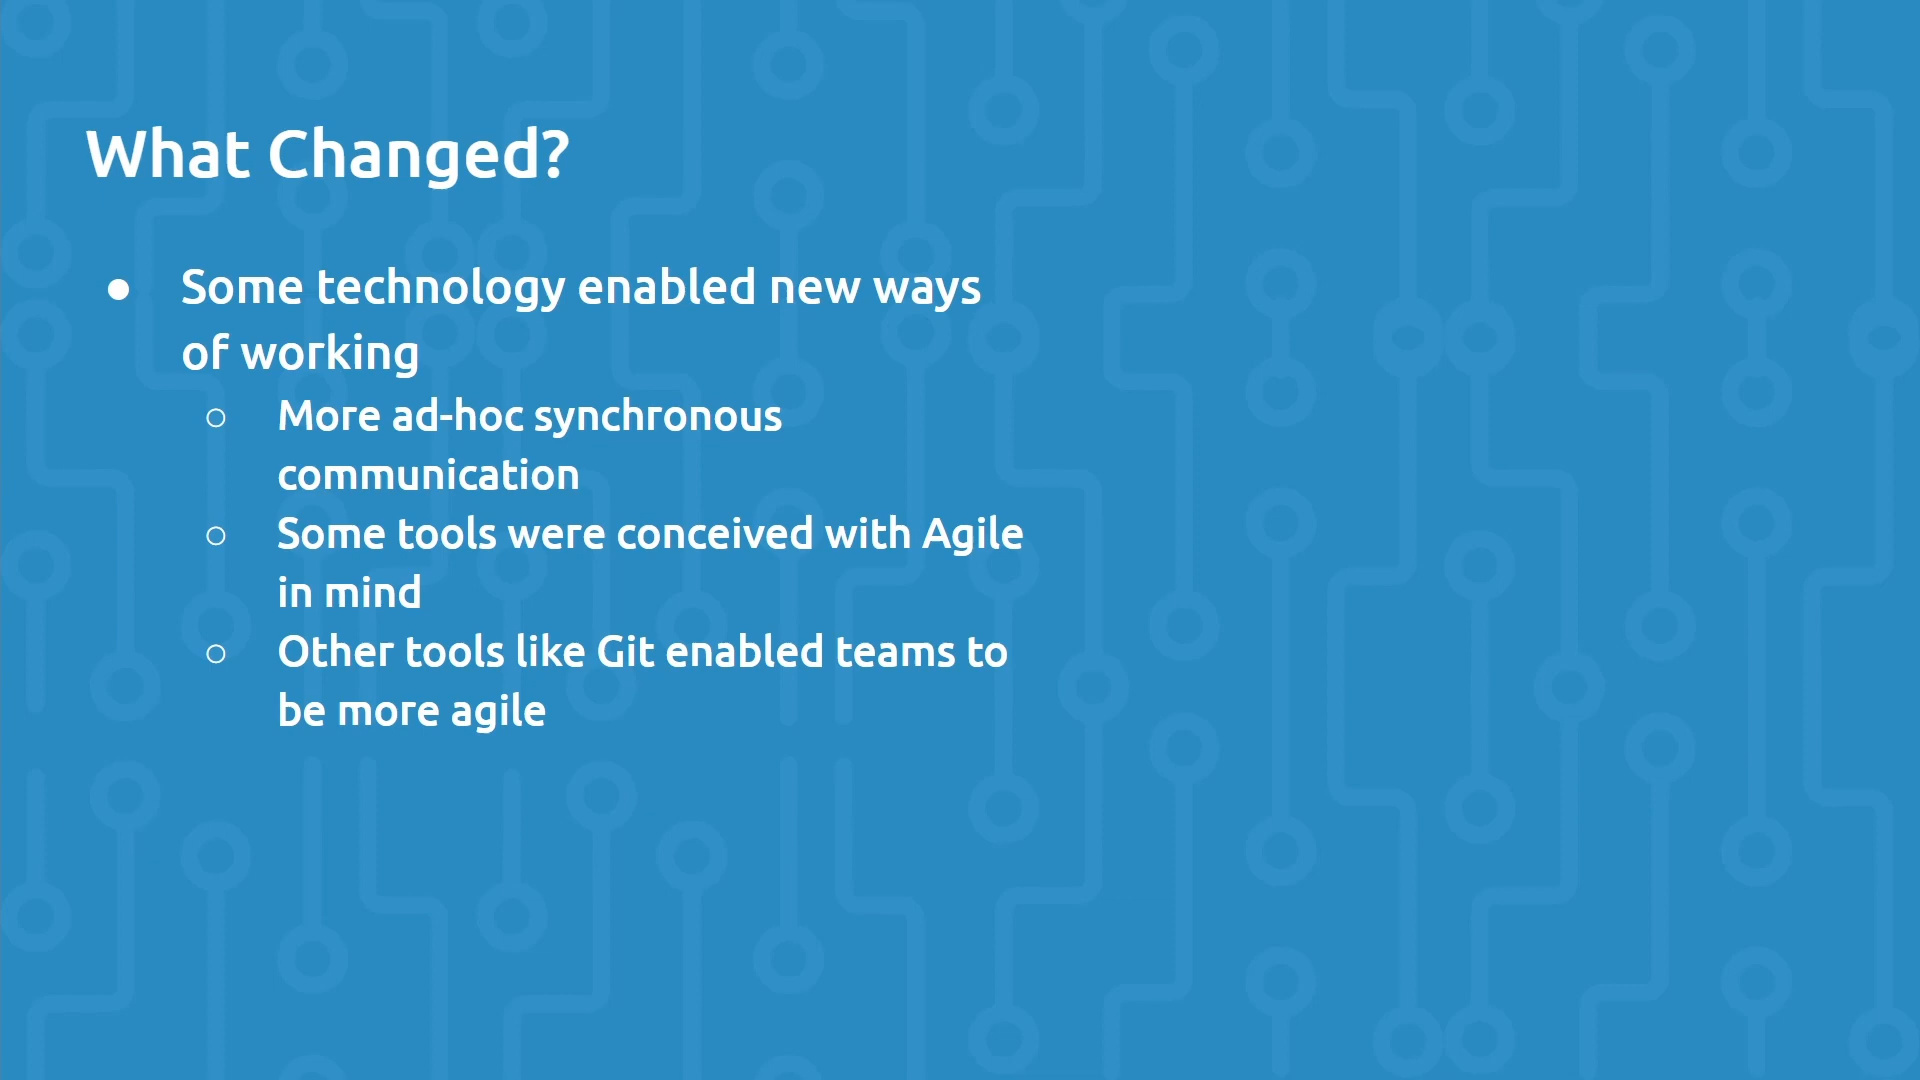 What Changed?
● Some technology enabled new ways
of working
○ More ad-hoc synchronous
communication
○ Some tools were conceived with Agile
in mind
○ Other tools like Git enabled teams to
be more agile